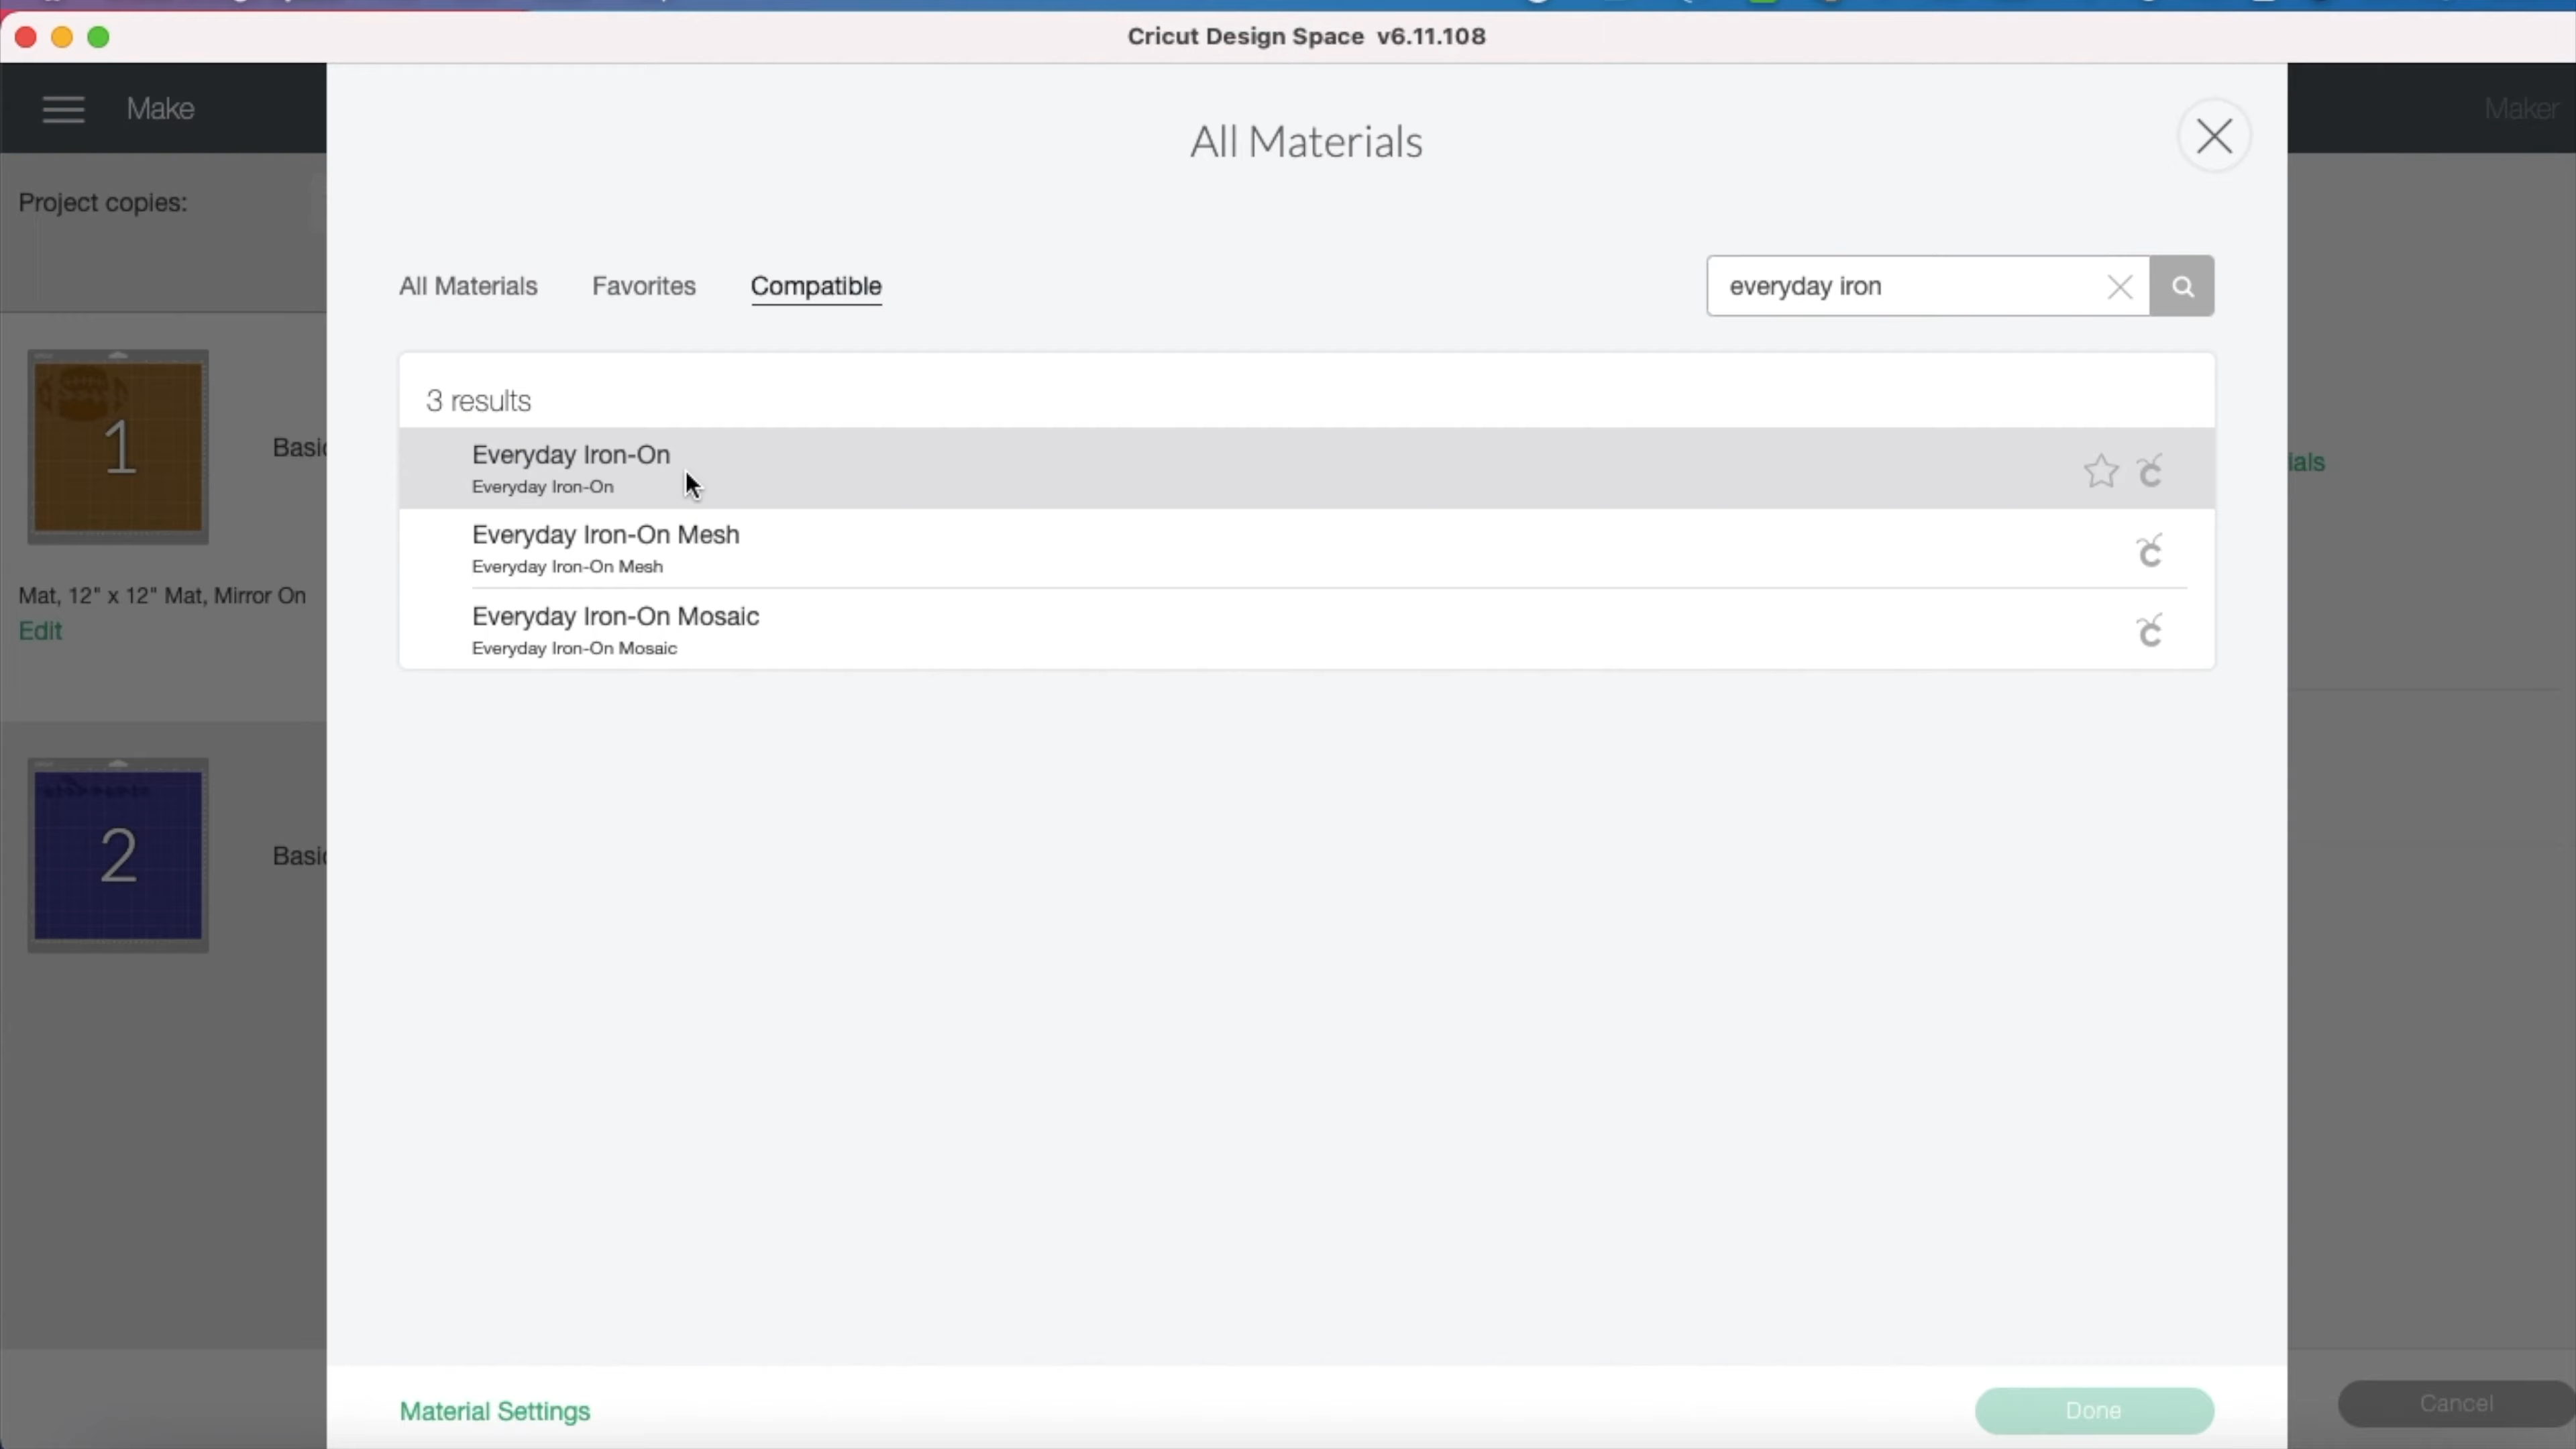 Cricut Design Space v6.11.108
Make
Maker
All Materials
Project copies:
All Materials
Favorites
Compatible
everyday iron
3 results
Everyday Iron-On
Everyday Iron-On
Everyday Iron-On Mesh
Everyday Iron-On Mesh
Everyday Iron-On Mosaic
Everyday Iron-On Mosaic
1
Mat, 12" x 12" Mat, Mirror On
Edit
2
Material Settings
Done
Cancel